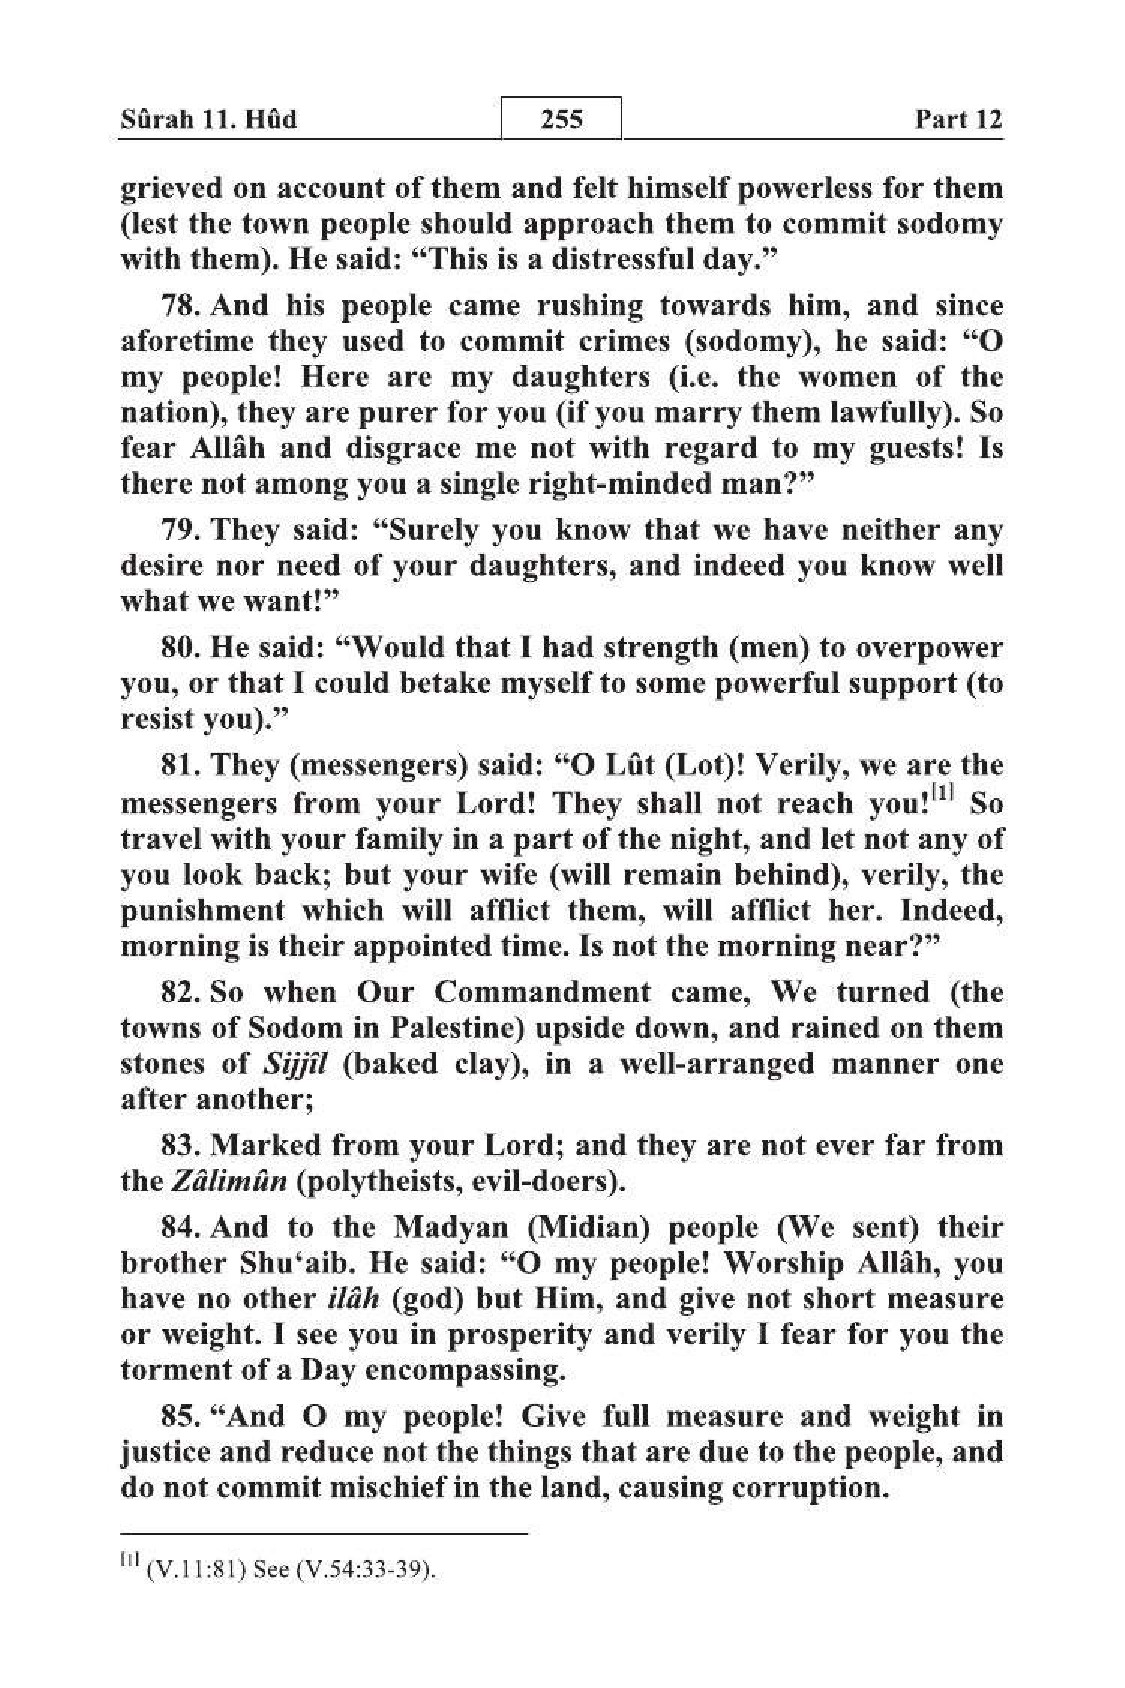 Sûrah 11. Hûd 255 Part 12
grieved on account of them and felt himself powerless for them
(lest the town people should approach them to commit sodomy
with them). He said: “This is a distressful day.”
78. And his people came rushing towards him, and since
aforetime they used to commit crimes (sodomy), he said: “O
my people! Here are my daughters (i.e. the women of the
nation), they are purer for you (if you marry them lawfully). So
fear Allâh and disgrace me not with regard to my guests! Is
there not among you a single right-minded man?”
79. They said: “Surely you know that we have neither any
desire nor need of your daughters, and indeed you know well
what we want!”
80. He said: “Would that I had strength (men) to overpower
you, or that I could betake myself to some powerful support (to
resist you).”
81. They (messengers) said: “O Lût (Lot)! Verily, we are the
messengers from your Lord! They shall not reach you![1] So
travel with your family in a part of the night, and let not any of
you look back; but your wife (will remain behind), verily, the
punishment which will afflict them, will afflict her. Indeed,
morning is their appointed time. Is not the morning near?”
82. So when Our Commandment came, We turned (the
towns of Sodom in Palestine) upside down, and rained on them
stones of Sijjîl (baked clay), in a well-arranged manner one
after another;
83. Marked from your Lord; and they are not ever far from
the Zâlimûn (polytheists, evil-doers).
84. And to the Madyan (Midian) people (We sent) their
brother Shu‘aib. He said: “O my people! Worship Allâh, you
have no other ilâh (god) but Him, and give not short measure
or weight. I see you in prosperity and verily I fear for you the
torment of a Day encompassing.
85. “And O my people! Give full measure and weight in
justice and reduce not the things that are due to the people, and
do not commit mischief in the land, causing corruption.
[1] (V.11:81) See (V.54:33-39).